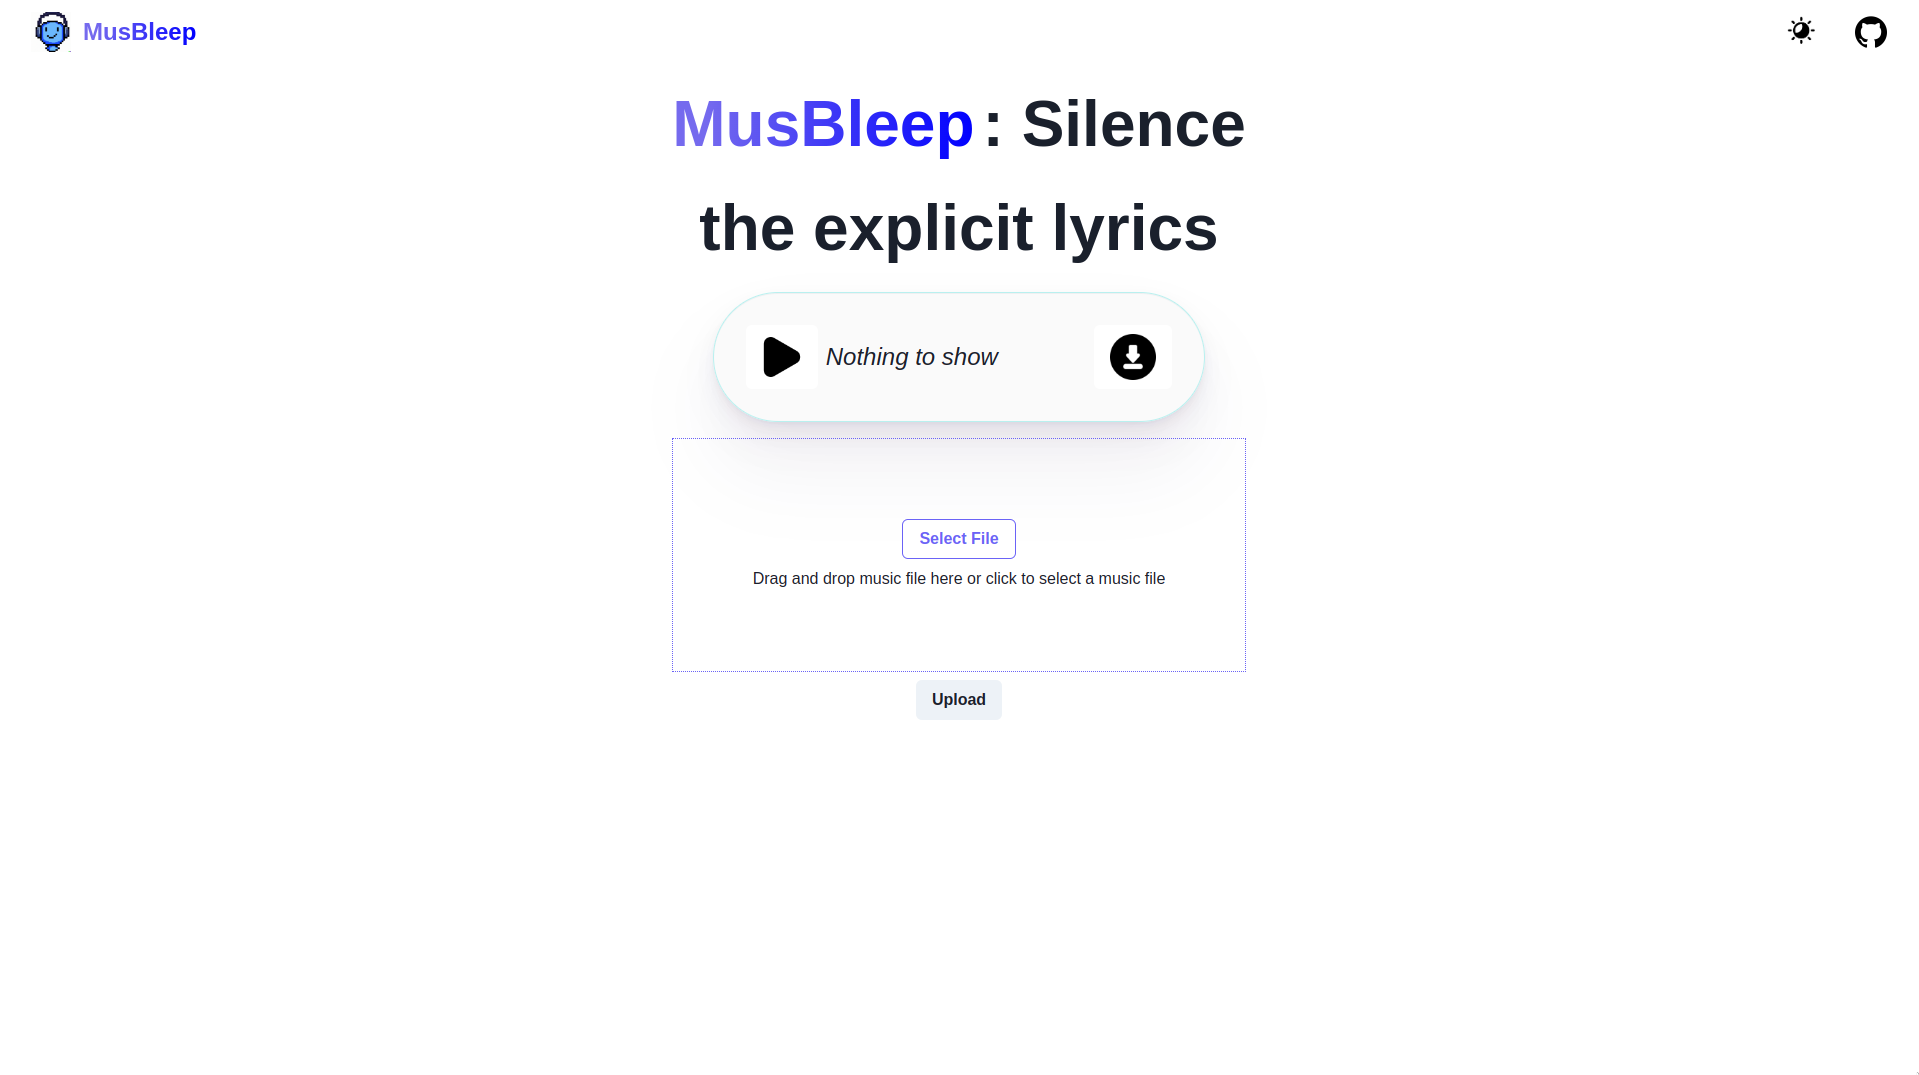 MusBleep
MusBleep : Silence
the explicit lyrics
Nothing to show
Select File
Drag and drop music file here or click to select a music file
Upload